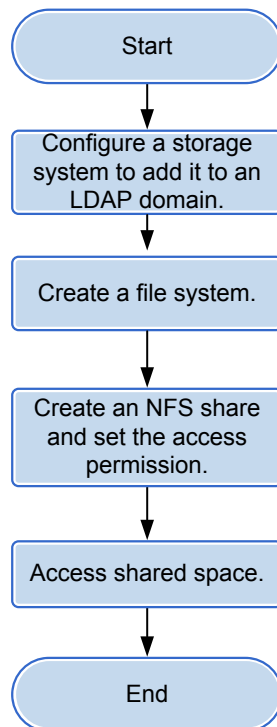 Start
Configure a storage
system to add it to an
LDAP domain.
Create a file system.
Create an NFS share
and set the access
permission.
Access shared space.
End